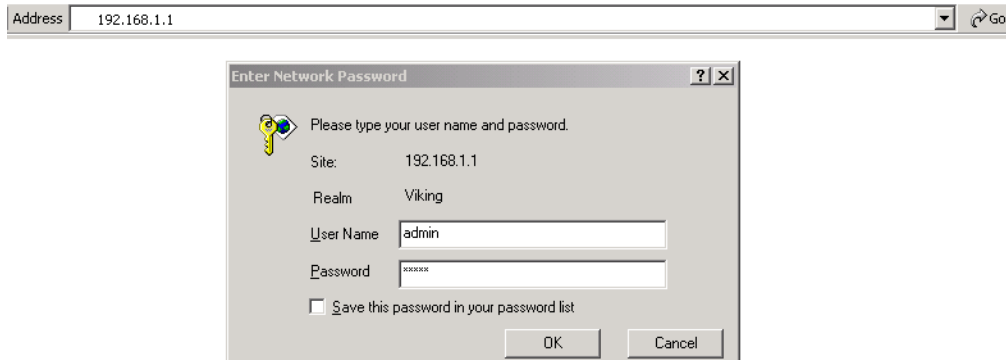 Address 192.168.1.1 Go
Enter Network Password ? X
Please type your user name and password.
Site: 192.168.1.1
Realm Viking
User Name admin
Password xxxxx
Save this password in your password list
OK Cancel